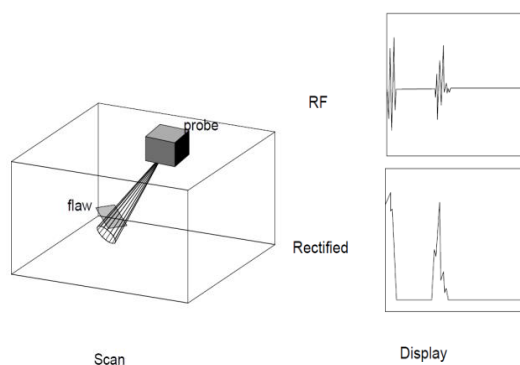 RF
probe
flaw
Rectified
Scan
Display